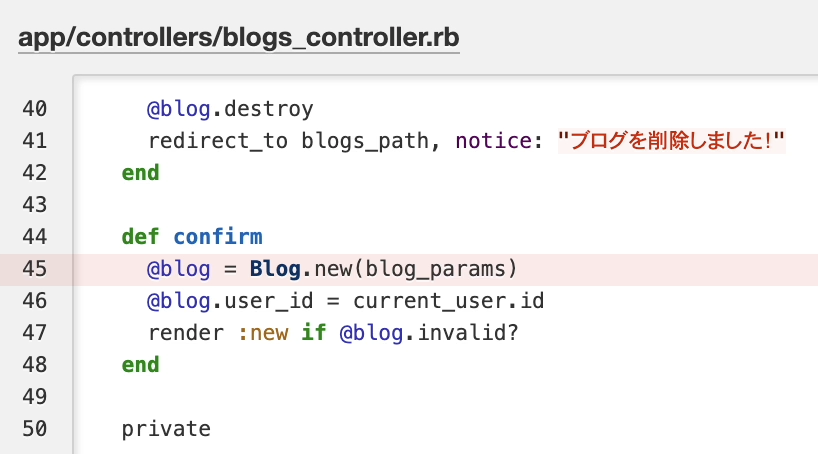 app/controllers/blogs_controller.rb
40 @blog.destroy
41 redirect_to blogs_path, notice: "ブログを削除しました!"
42 end
43
44 def confirm
45 @blog = Blog.new(blog_params)
46 @blog.user_id = current_user.id
47 render :new if @blog.invalid?
48 end
49
50 private